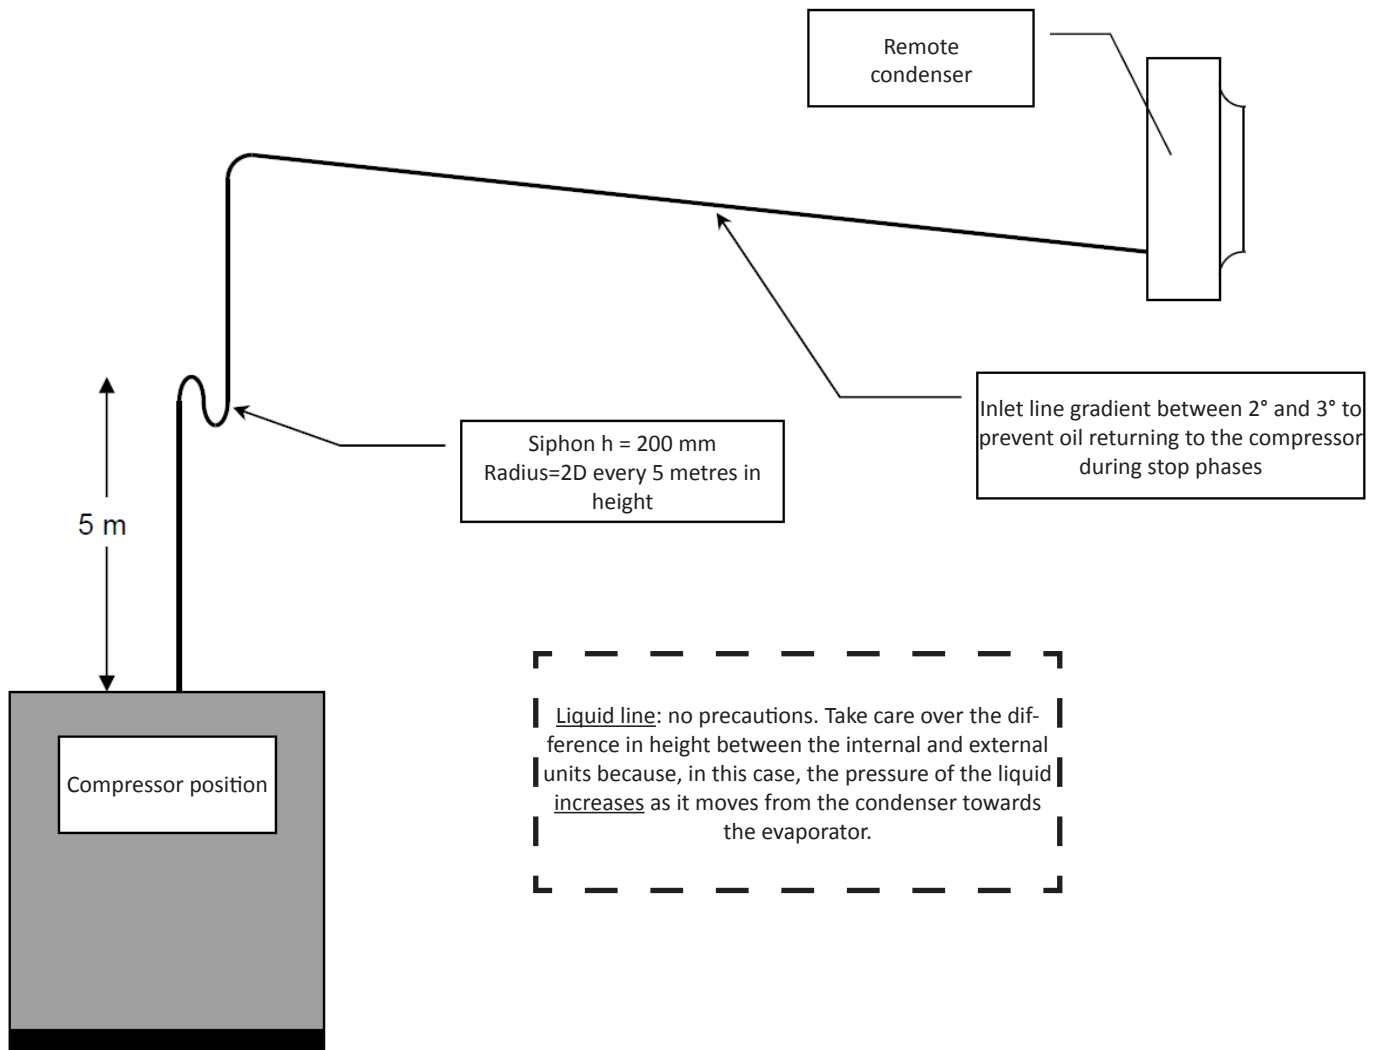 Remote
condenser
Inlet line gradient between 2° and 3° to
prevent oil returning to the compressor
during stop phases
Siphon h = 200 mm
Radius=2D every 5 metres in
height
5 m
Liquid line: no precautions. Take care over the dif-
ference in height between the internal and external
units because, in this case, the pressure of the liquid
increases as it moves from the condenser towards
the evaporator.
Compressor position